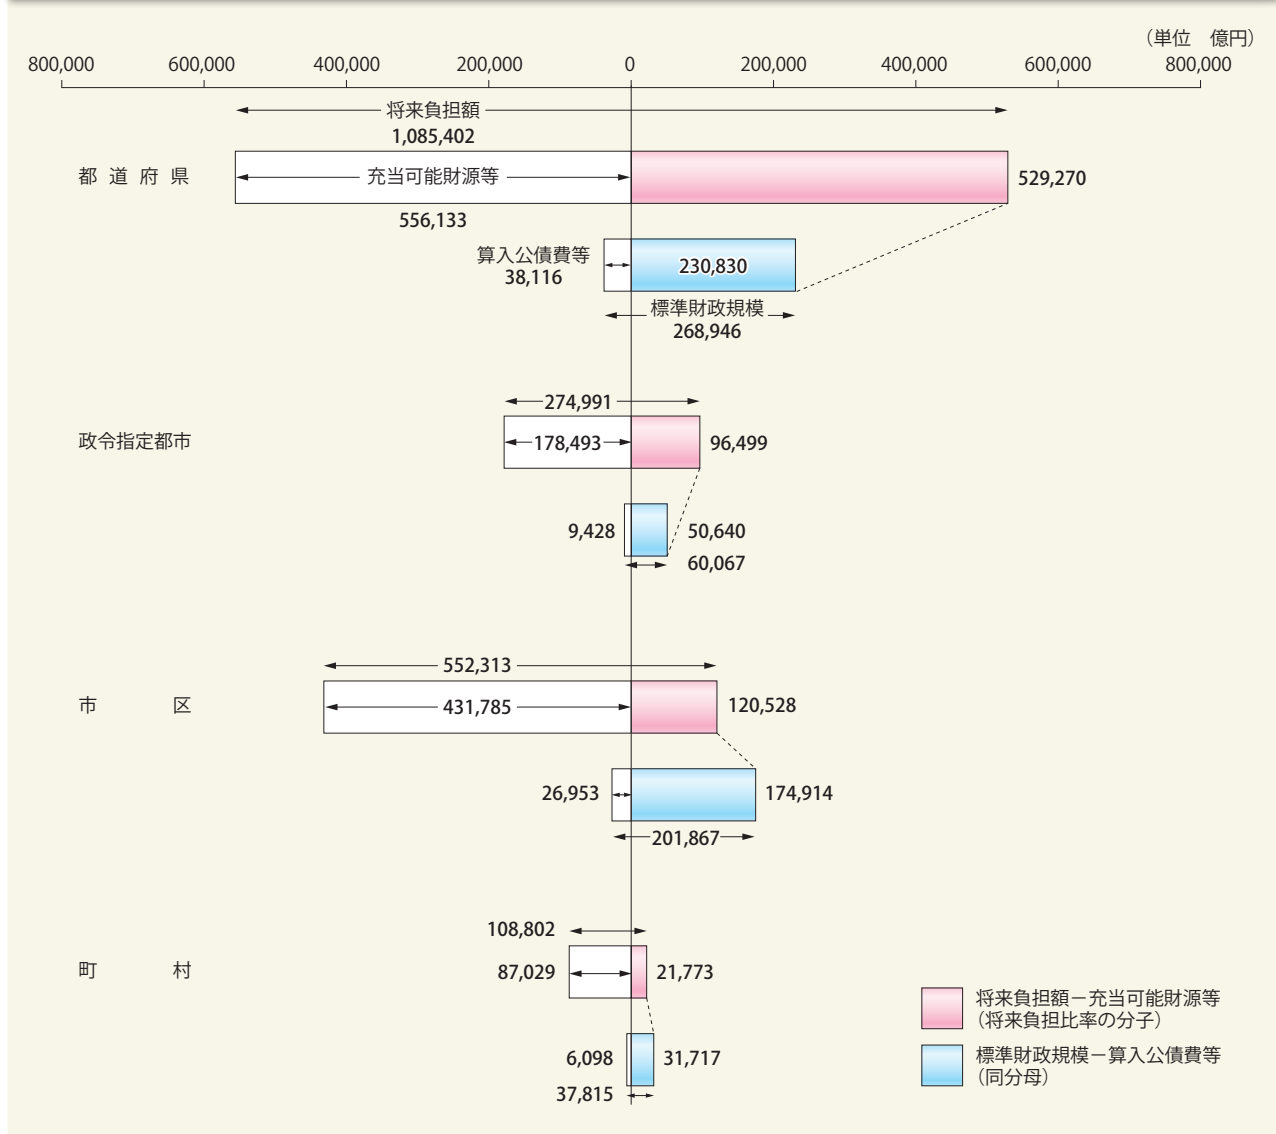 （単位　億円）
800,000 600,000 400,000 200,000 0 200,000 400,000 600,000 800,000
将来負担額
1,085,402
都道府県
充当可能財源等
529,270
556,133
算入公債費等
38,116
230,830
標準財政規模
268,946
274,991
政令指定都市
178,493
96,499
9,428
50,640
60,067
552,313
市区
431,785
120,528
26,953
174,914
201,867
108,802
町村
87,029
21,773
6,098
31,717
37,815
将来負担額－充当可能財源等
（将来負担比率の分子）
標準財政規模－算入公債費等
（同分母）